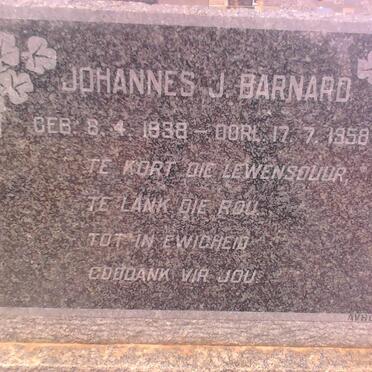 JOHANNES J. BARNARD
GEB. 8. 4. 1938 — OORL. 17. 7. 1958
TE KORT DIE LEWENSDUUR,
TE LANK DIE ROU.
TOT IN EWIGHEID
GODDANK VIR JOU